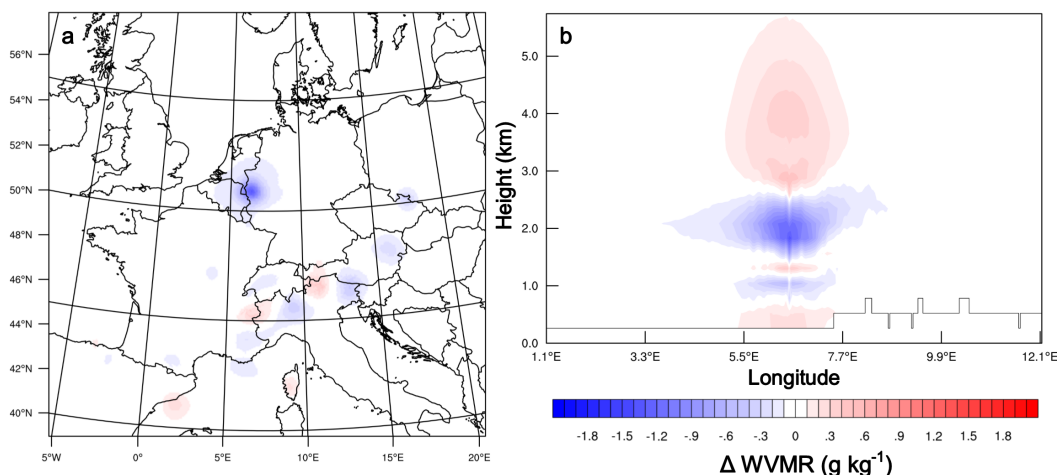 a
56°N
54°N
52°N
50°N
48°N
46°N
44°N
42°N
40°N
5°W 0° 5°E 10°E 15°E 20°E
b
5.0
4.0
3.0
2.0
1.0
0.0
Height (km)
1.1°E 3.3°E 5.5°E 7.7°E 9.9°E 12.1°E
Longitude
-1.8 -1.5 -1.2 -.9 -.6 -.3 0 .3 .6 .9 1.2 1.5 1.8
Δ WVMR (g kg⁻¹)